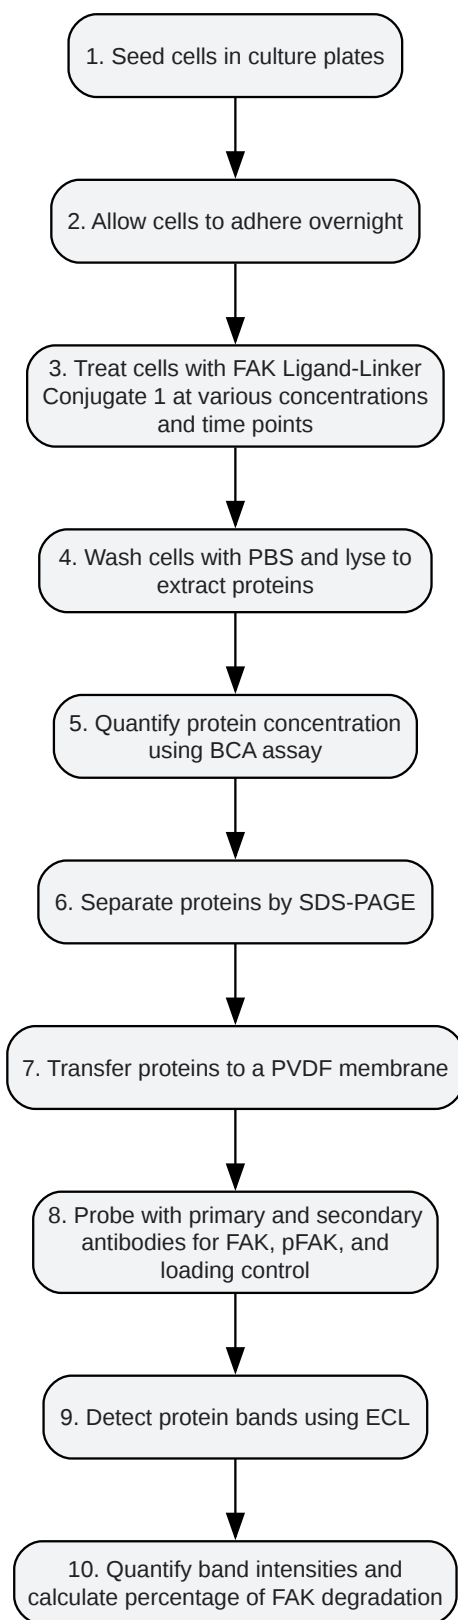 1. Seed cells in culture plates
2. Allow cells to adhere overnight
3. Treat cells with FAK Ligand-Linker
Conjugate 1 at various concentrations
and time points
4. Wash cells with PBS and lyse to
extract proteins
5. Quantify protein concentration
using BCA assay
6. Separate proteins by SDS-PAGE
7. Transfer proteins to a PVDF membrane
8. Probe with primary and secondary
antibodies for FAK, pFAK, and
loading control
9. Detect protein bands using ECL
10. Quantify band intensities and
calculate percentage of FAK degradation